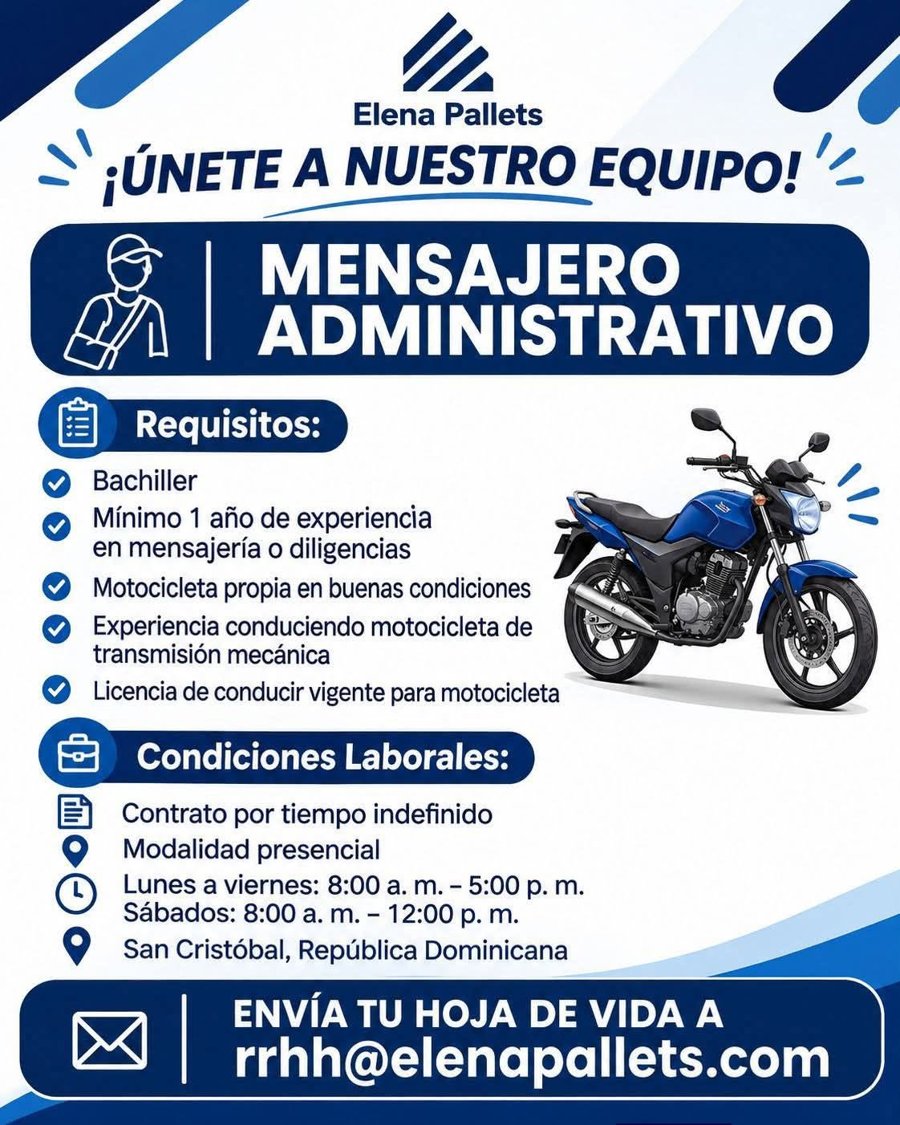 Elena Pallets
¡ÚNETE A NUESTRO EQUIPO!
MENSAJERO
ADMINISTRATIVO
Requisitos:
Bachiller
Mínimo 1 año de experiencia
en mensajería o diligencias
Motocicleta propia en buenas condiciones
Experiencia conduciendo motocicleta de
transmisión mecánica
Licencia de conducir vigente para motocicleta
Condiciones Laborales:
Contrato por tiempo indefinido
Modalidad presencial
Lunes a viernes: 8:00 a. m. – 5:00 p. m.
Sábados: 8:00 a. m. – 12:00 p. m.
San Cristóbal, República Dominicana
ENVÍA TU HOJA DE VIDA A
rrhh@elenapallets.com